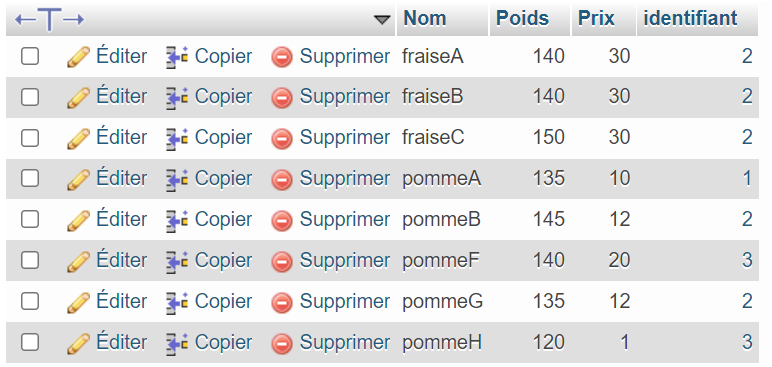 Nom Poids Prix identifiant
Éditer Copier Supprimer fraiseA 140 30 2
Éditer Copier Supprimer fraiseB 140 30 2
Éditer Copier Supprimer fraiseC 150 30 2
Éditer Copier Supprimer pommeA 135 10 1
Éditer Copier Supprimer pommeB 145 12 2
Éditer Copier Supprimer pommeF 140 20 3
Éditer Copier Supprimer pommeG 135 12 2
Éditer Copier Supprimer pommeH 120 1 3